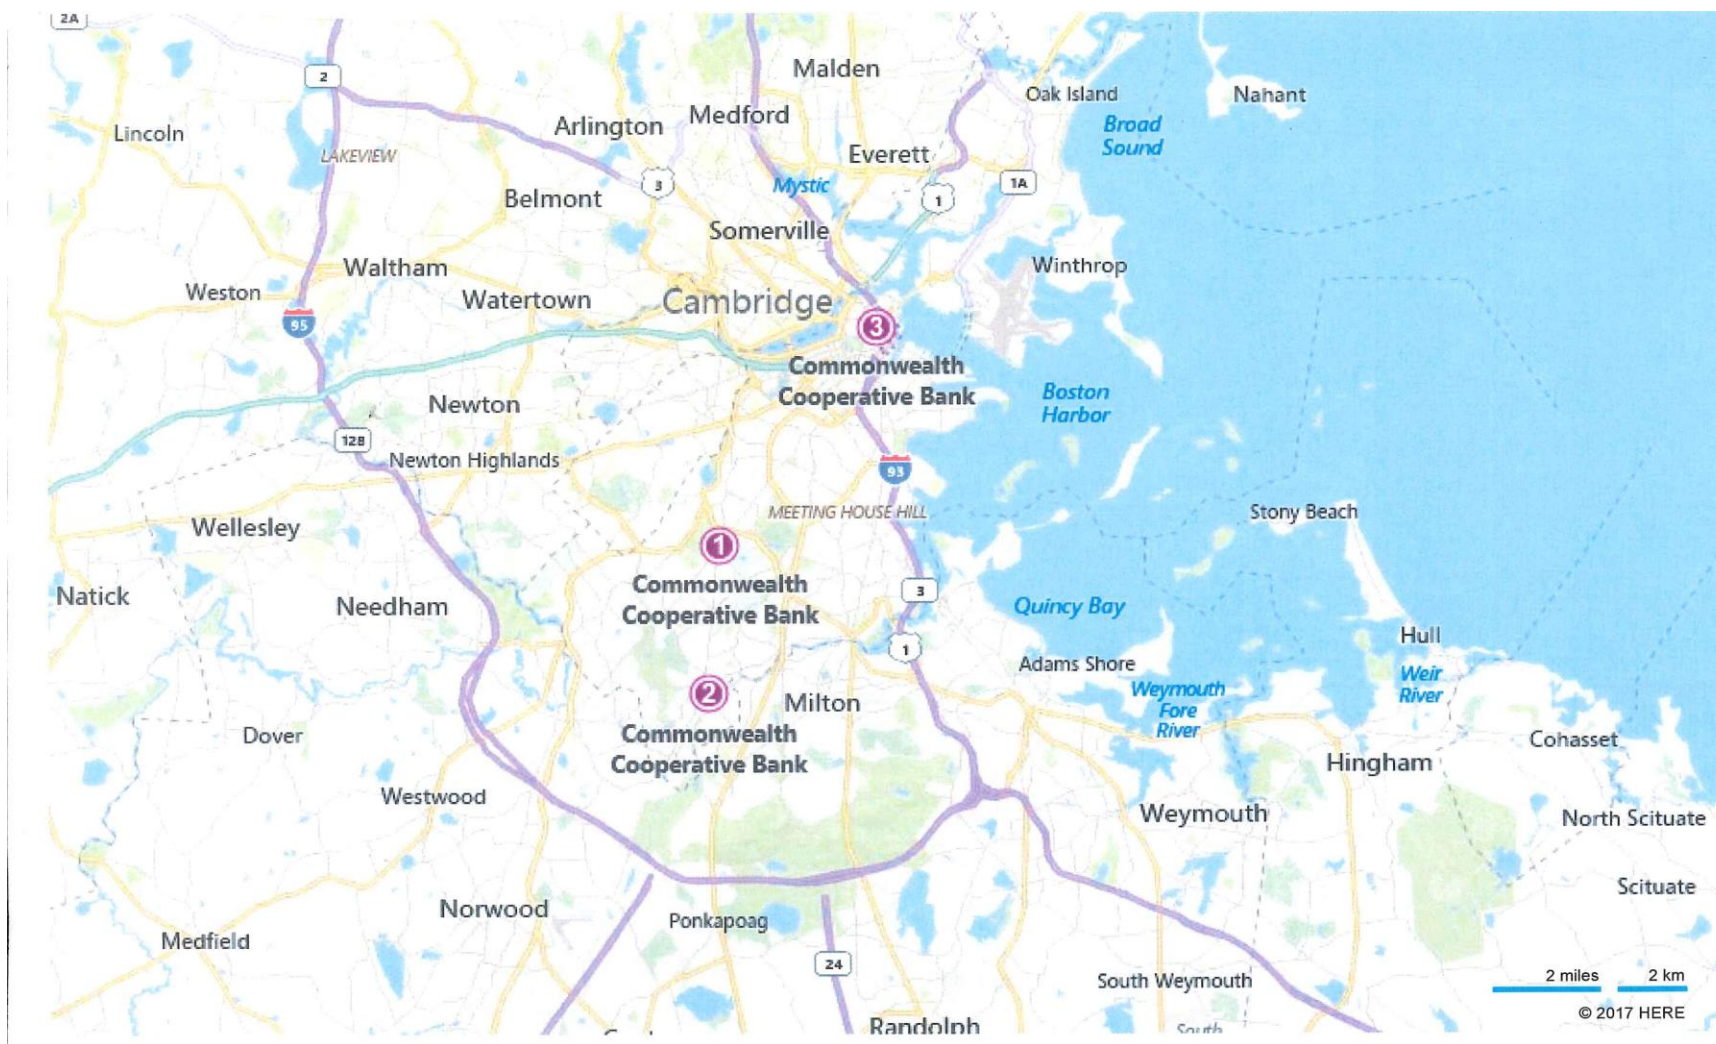 2A
2
Lincoln
LAKEVIEW
Arlington
Medford
Malden
Oak Island
Nahant
Broad
Sound
Everett
Mystic
3
1
1A
Belmont
Somerville
Waltham
Weston
Watertown
Cambridge
Winthrop
95
3
Commonwealth
Cooperative Bank
Newton
Boston
Harbor
128
Newton Highlands
93
Wellesley
MEETING HOUSE HILL
Stony Beach
1
Commonwealth
Cooperative Bank
Natick
Needham
3
Quincy Bay
Hull
1
Adams Shore
Weir
River
2
Commonwealth
Cooperative Bank
Milton
Weymouth
Fore
River
Dover
Cohasset
Hingham
Westwood
Weymouth
North Scituate
Scituate
Norwood
Ponkapoag
Medfield
24
South Weymouth
2 miles
2 km
© 2017 HERE
Randolph
South